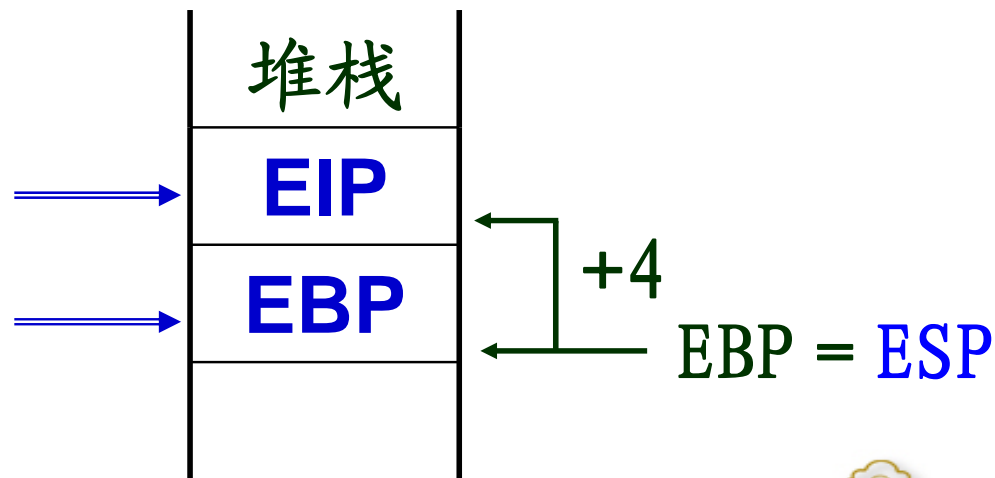 堆栈
EIP
+4
EBP
EBP = ESP